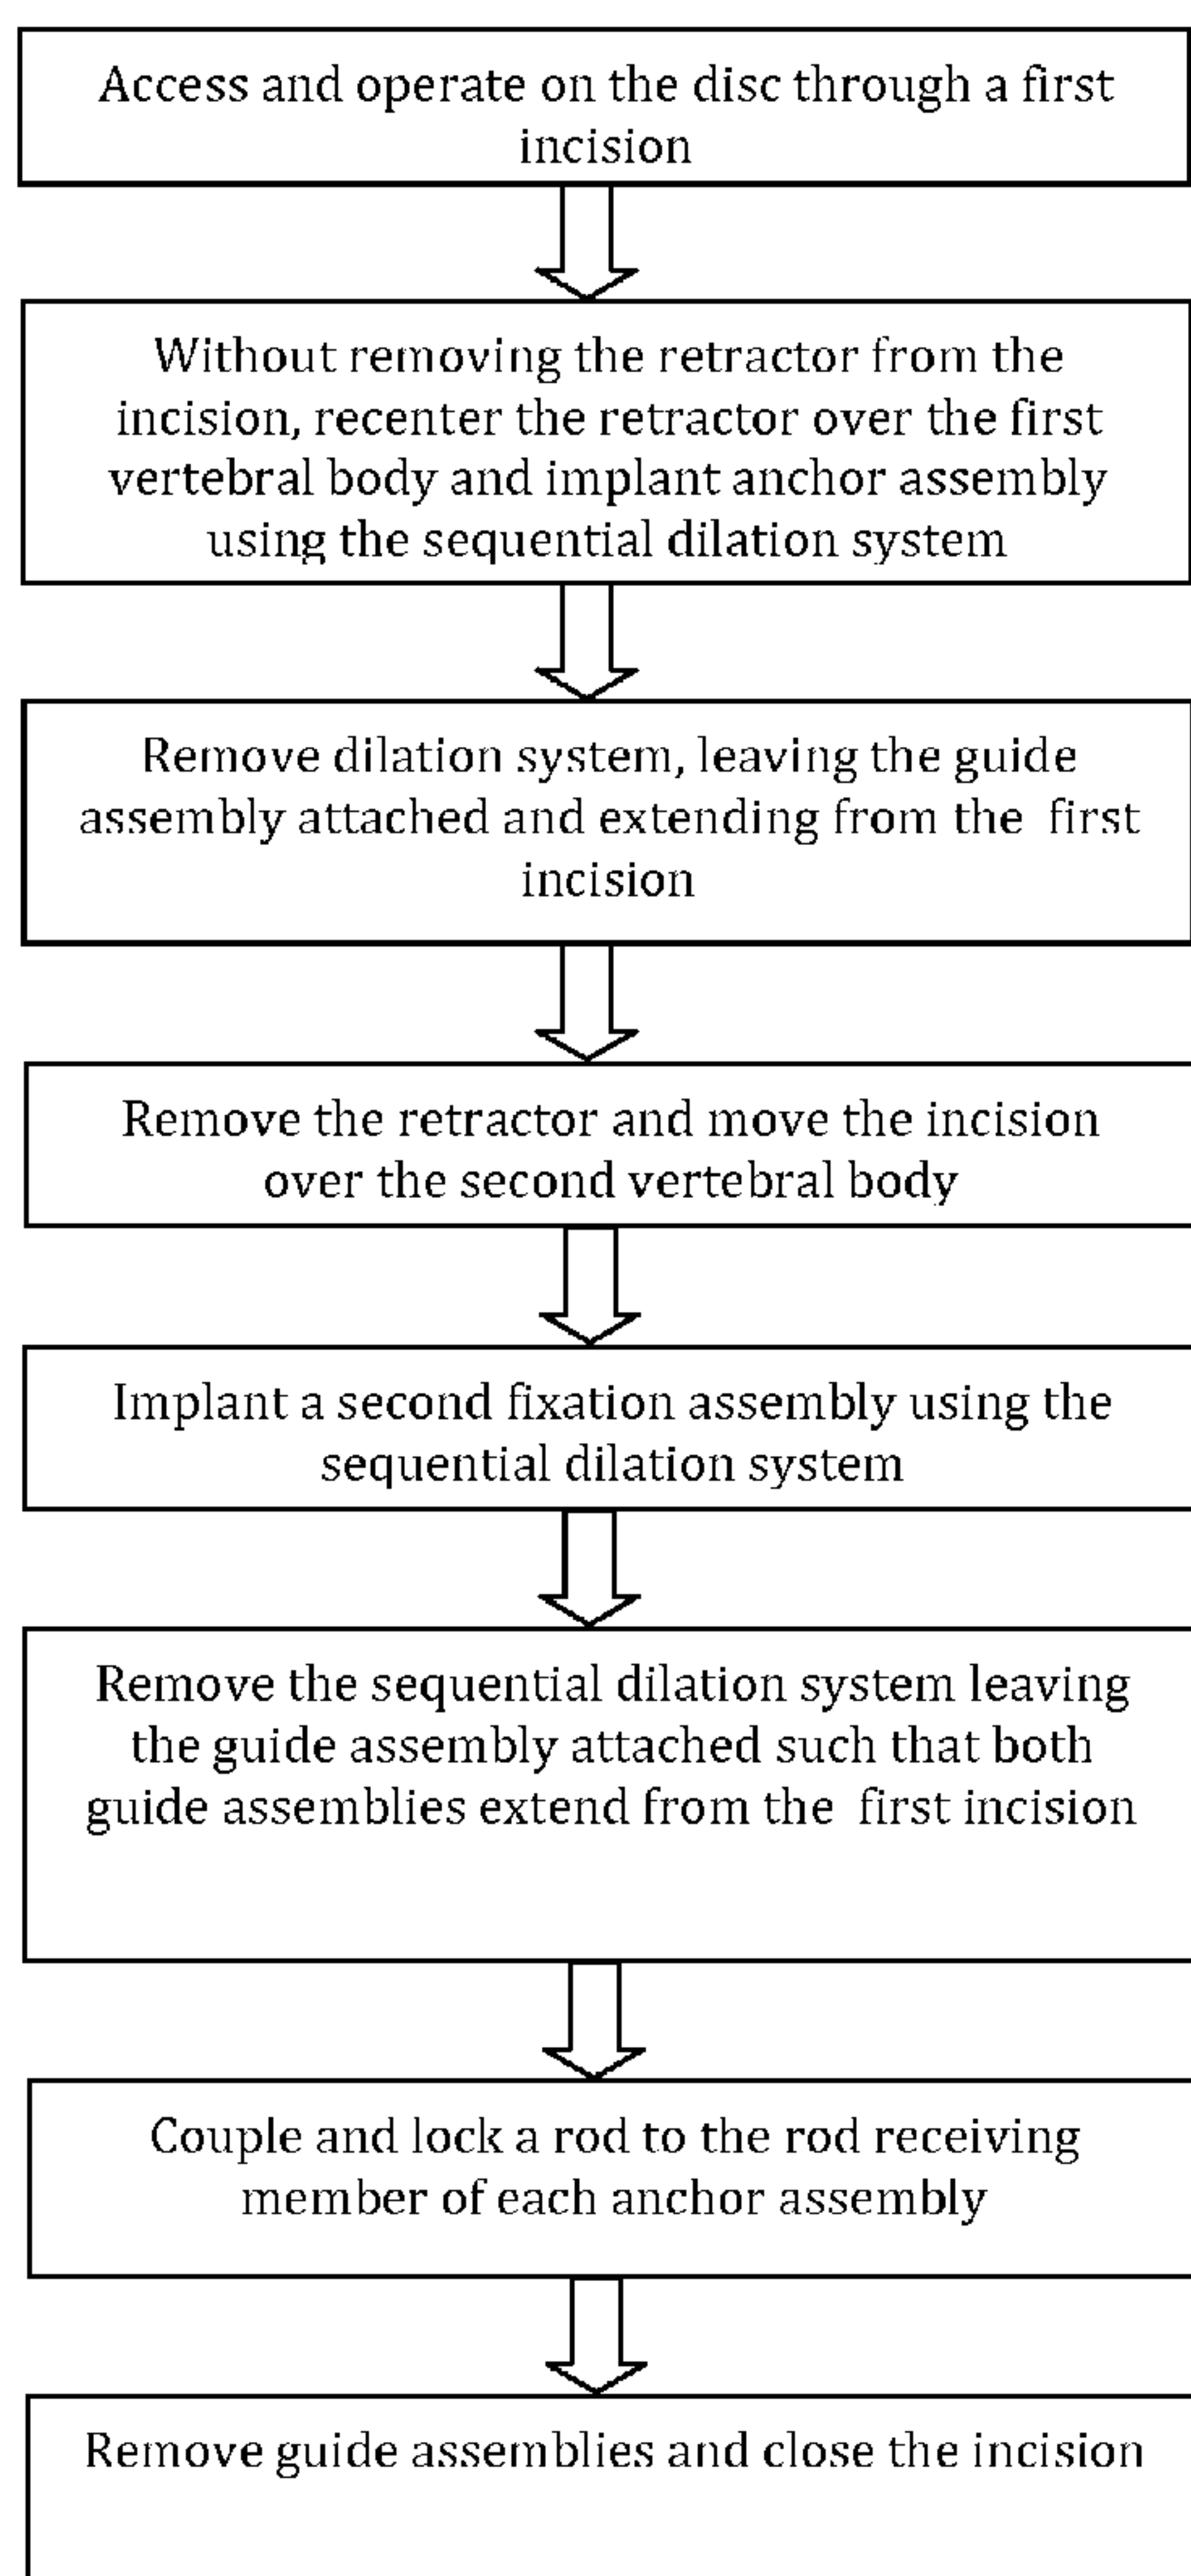 Access and operate on the disc through a first
incision
Without removing the retractor from the
incision, recenter the retractor over the first
vertebral body and implant anchor assembly
using the sequential dilation system
Remove dilation system, leaving the guide
assembly attached and extending from the first
incision
Remove the retractor and move the incision
over the second vertebral body
Implant a second fixation assembly using the
sequential dilation system
Remove the sequential dilation system leaving
the guide assembly attached such that both
guide assemblies extend from the first incision
Couple and lock a rod to the rod receiving
member of each anchor assembly
Remove guide assemblies and close the incision